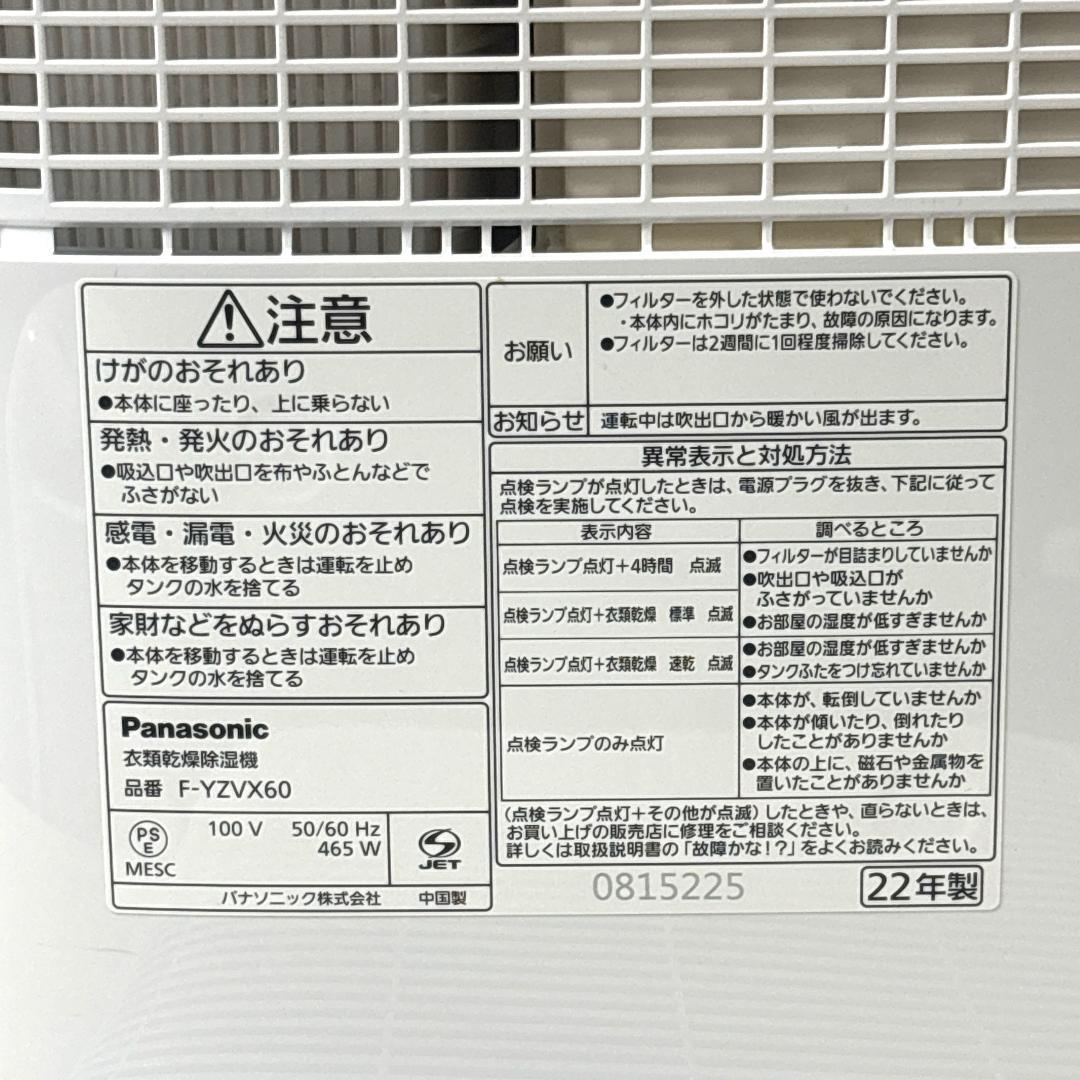 注意
けがのおそれあり
●本体に座ったり、上に乗らない
発熱・発火のおそれあり
●吸込口や吹出口を布やふとんなどで
ふさがない
感電・漏電・火災のおそれあり
●本体を移動するときは運転を止め
タンクの水を捨てる
家財などをぬらすおそれあり
●本体を移動するときは運転を止め
タンクの水を捨てる
Panasonic
衣類乾燥除湿機
品番 F-YZVX60
PS
E
MESC
100 V 50/60 Hz
465 W
JET
パナソニック株式会社 中国製
お願い
●フィルターを外した状態で使わないでください。
・本体内にホコリがたまり、故障の原因になります。
●フィルターは2週間に1回程度掃除してください。
お知らせ 運転中は吹出口から暖かい風が出ます。
異常表示と対処方法
点検ランプが点灯したときは、電源プラグを抜き、下記に従って
点検を実施してください。
表示内容 調べるところ
点検ランプ点灯+4時間 点滅
点検ランプ点灯+衣類乾燥 標準 点滅
●フィルターが目詰まりしていませんか
●吹出口や吸込口が
ふさがっていませんか
●お部屋の湿度が低すぎませんか
点検ランプ点灯+衣類乾燥 速乾 点滅
●お部屋の湿度が低すぎませんか
●タンクふたをつけ忘れていませんか
点検ランプのみ点灯
●本体が、転倒していませんか
●本体が傾いたり、倒れたり
したことがありませんか
●本体の上に、磁石や金属物を
置いたことがありませんか
(点検ランプ点灯+その他が点滅)したときや、直らないときは、
お買い上げの販売店に修理をご相談ください。
詳しくは取扱説明書の「故障かな!?」をよくお読みください。
0815225
22年製